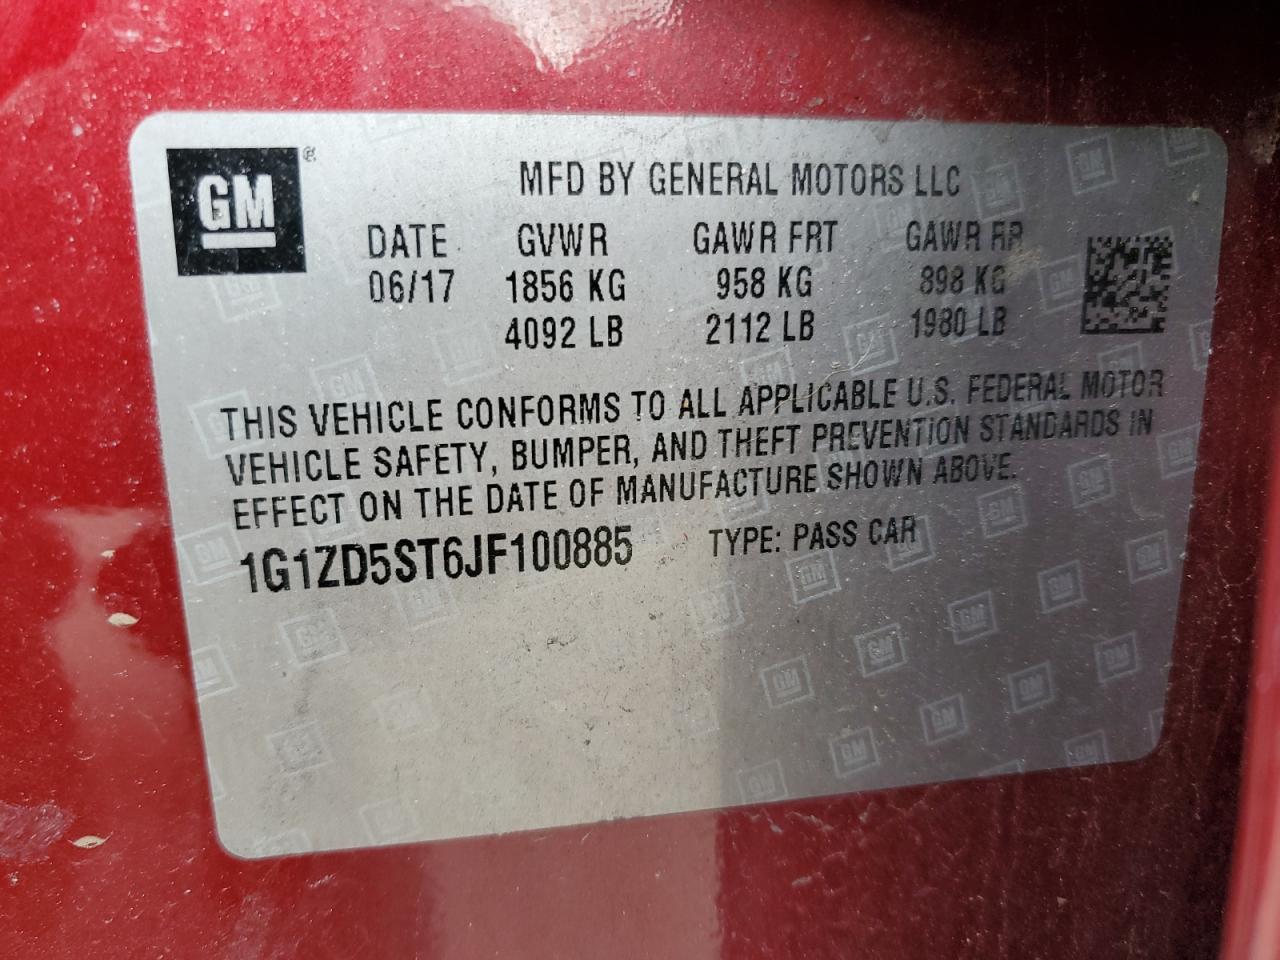 GM ®
MFD BY GENERAL MOTORS LLC
DATE GVWR GAWR FRT GAWR RR
06/17 1856 KG 958 KG 898 KG
4092 LB 2112 LB 1980 LB
THIS VEHICLE CONFORMS TO ALL APPLICABLE U.S. FEDERAL MOTOR
VEHICLE SAFETY, BUMPER, AND THEFT PREVENTION STANDARDS IN
EFFECT ON THE DATE OF MANUFACTURE SHOWN ABOVE.
1G1ZD5ST6JF100885 TYPE: PASS CAR